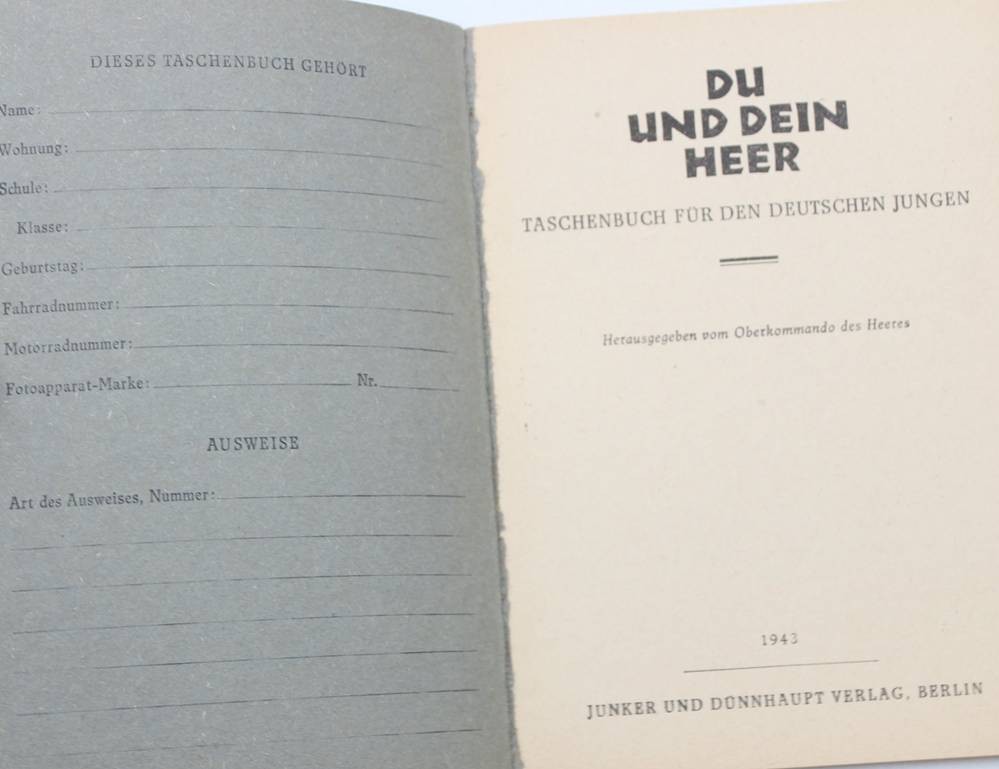 DIESES TASCHENBUCH GEHÖRT
Name:
Wohnung:
Schule:
Klasse:
Geburtstag:
Fahrradnummer:
Motorradnummer:
Fotoapparat-Marke: Nr.
AUSWEISE
Art des Ausweises, Nummer:
DU
UND DEIN
HEER
TASCHENBUCH FÜR DEN DEUTSCHEN JUNGEN
Herausgegeben vom Oberkommando des Heeres
1943
JUNKER UND DÜNNHAUPT VERLAG, BERLIN